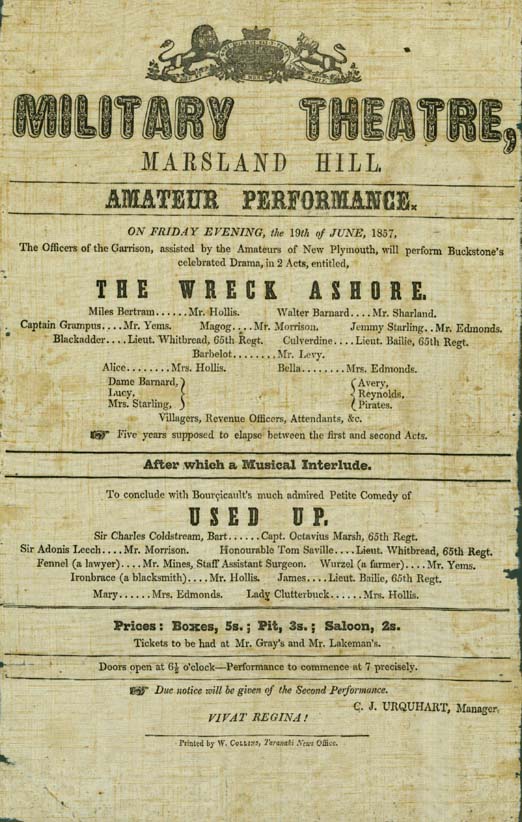 MILITARY THEATRE,
MARSLAND HILL.
AMATEUR PERFORMANCE.
ON FRIDAY EVENING, the 19th of JUNE, 1857,
The Officers of the Garrison, assisted by the Amateurs of New Plymouth, will perform Buckstone's
celebrated Drama, in 2 Acts, entitled,
THE WRECK ASHORE.
Miles Bertram......Mr. Hollis. Walter Barnard....Mr. Sharland.
Captain Grampus....Mr. Yems. Magog....Mr. Morrison. Jemmy Starling..Mr. Edmonds.
Blackadder....Lieut. Whitbread, 65th Regt. Culverdine....Lieut. Bailie, 65th Regt.
Barbelot........Mr. Levy.
Alice........Mrs. Hollis. Bella........Mrs. Edmonds.
Dame Barnard, } { Avery,
Lucy, } { Reynolds,
Mrs. Starling, } { Pirates.
Villagers, Revenue Officers, Attendants, &c.
☞ Five years supposed to elapse between the first and second Acts.
After which a Musical Interlude.
To conclude with Bourçicault's much admired Petite Comedy of
USED UP.
Sir Charles Coldstream, Bart......Capt. Octavius Marsh, 65th Regt.
Sir Adonis Leech....Mr. Morrison. Honourable Tom Saville....Lieut. Whitbread, 65th Regt.
Fennel (a lawyer)....Mr. Mines, Staff Assistant Surgeon. Wurzel (a farmer)....Mr. Yems.
Ironbrace (a blacksmith)....Mr. Hollis. James....Lieut. Bailie, 65th Regt.
Mary......Mrs. Edmonds. Lady Clutterbuck......Mrs. Hollis.
Prices: Boxes, 5s.; Pit, 3s.; Saloon, 2s.
Tickets to be had at Mr. Gray's and Mr. Lakeman's.
Doors open at 6½ o'clock—Performance to commence at 7 precisely.
☞ Due notice will be given of the Second Performance.
C. J. URQUHART, Manager.
VIVAT REGINA!
Printed by W. COLLINS, Taranaki News Office.